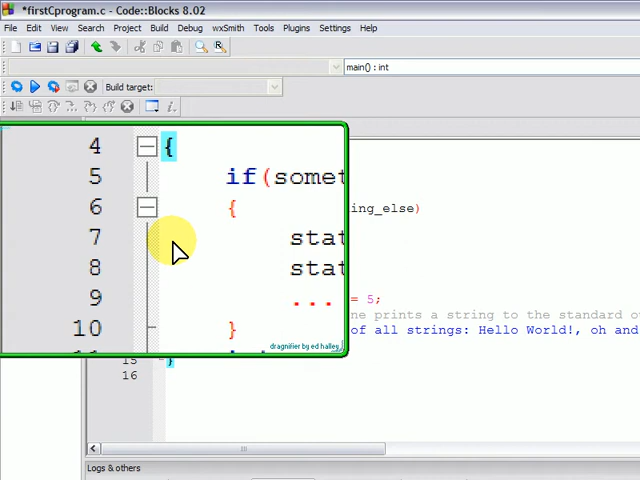 *firstCprogram.c - Code::Blocks 8.02
File Edit View Search Project Build Debug wxSmith Tools Plugins Settings Help
main() : int
Build target:
4 {
5 if(somet
6 {
ing_else)
7 stat
8 stat
9 ...
= 5;
ne prints a string to the standard ou
10 }
of all strings: Hello World!, oh and
dragnifier by ed halley
15 }
16
Logs & others